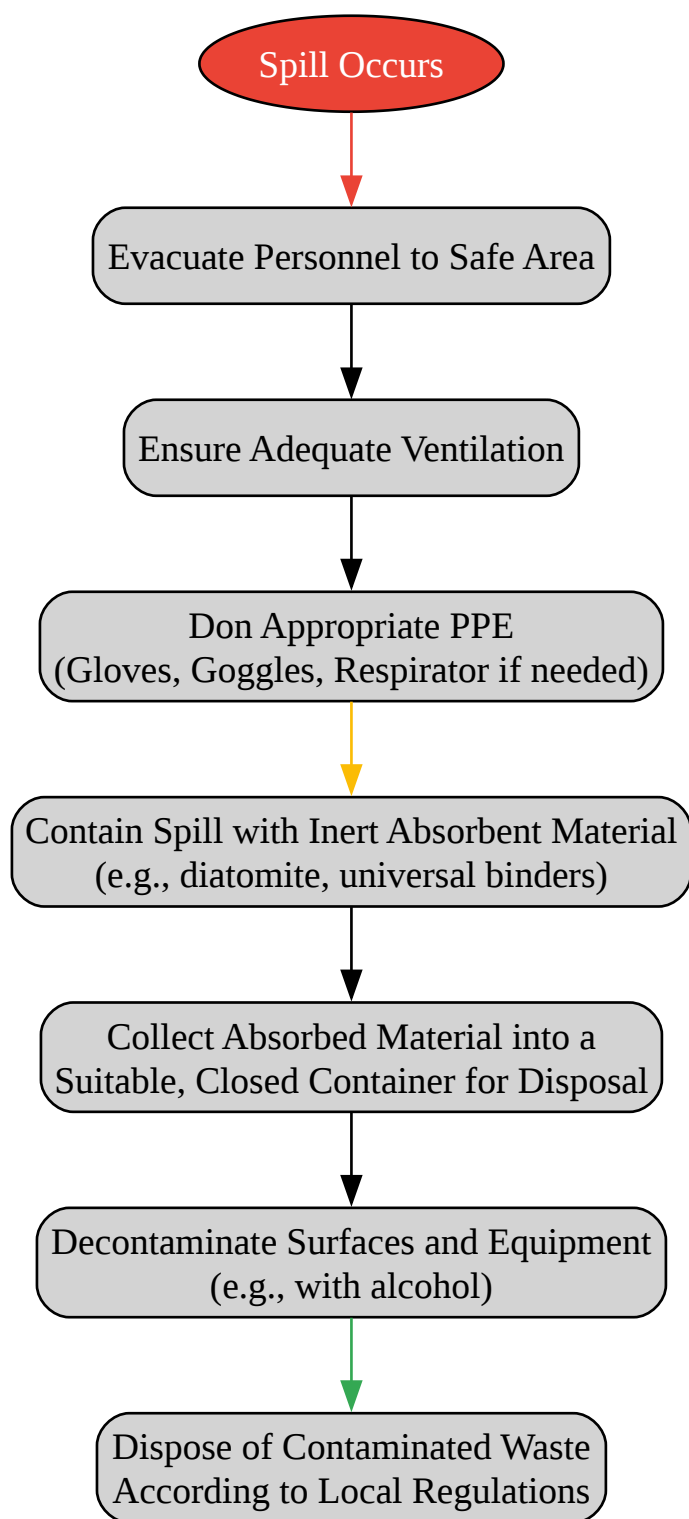 Spill Occurs
Evacuate Personnel to Safe Area
Ensure Adequate Ventilation
Don Appropriate PPE
(Gloves, Goggles, Respirator if needed)
Contain Spill with Inert Absorbent Material
(e.g., diatomite, universal binders)
Collect Absorbed Material into a
Suitable, Closed Container for Disposal
Decontaminate Surfaces and Equipment
(e.g., with alcohol)
Dispose of Contaminated Waste
According to Local Regulations